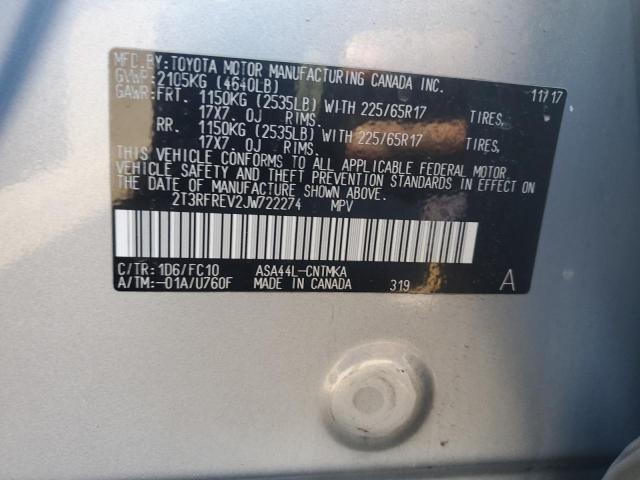 MFD.BY:TOYOTA MOTOR MANUFACTURING CANADA INC.
GVWR:2105KG (4640LB) 11/17
GAWR:FRT. 1150KG (2535LB) WITH 225/65R17 TIRES,
17X7. 0J RIMS.
RR. 1150KG (2535LB) WITH 225/65R17 TIRES,
17X7. 0J RIMS.
THIS VEHICLE CONFORMS TO ALL APPLICABLE FEDERAL MOTOR
VEHICLE SAFETY AND THEFT PREVENTION STANDARDS IN EFFECT ON
THE DATE OF MANUFACTURE SHOWN ABOVE.
2T3RFREV2JW722274 MPV
C/TR:1D6/FC10 ASA44L-CNTMKA
A/TM:-01A/U760F MADE IN CANADA 319 A